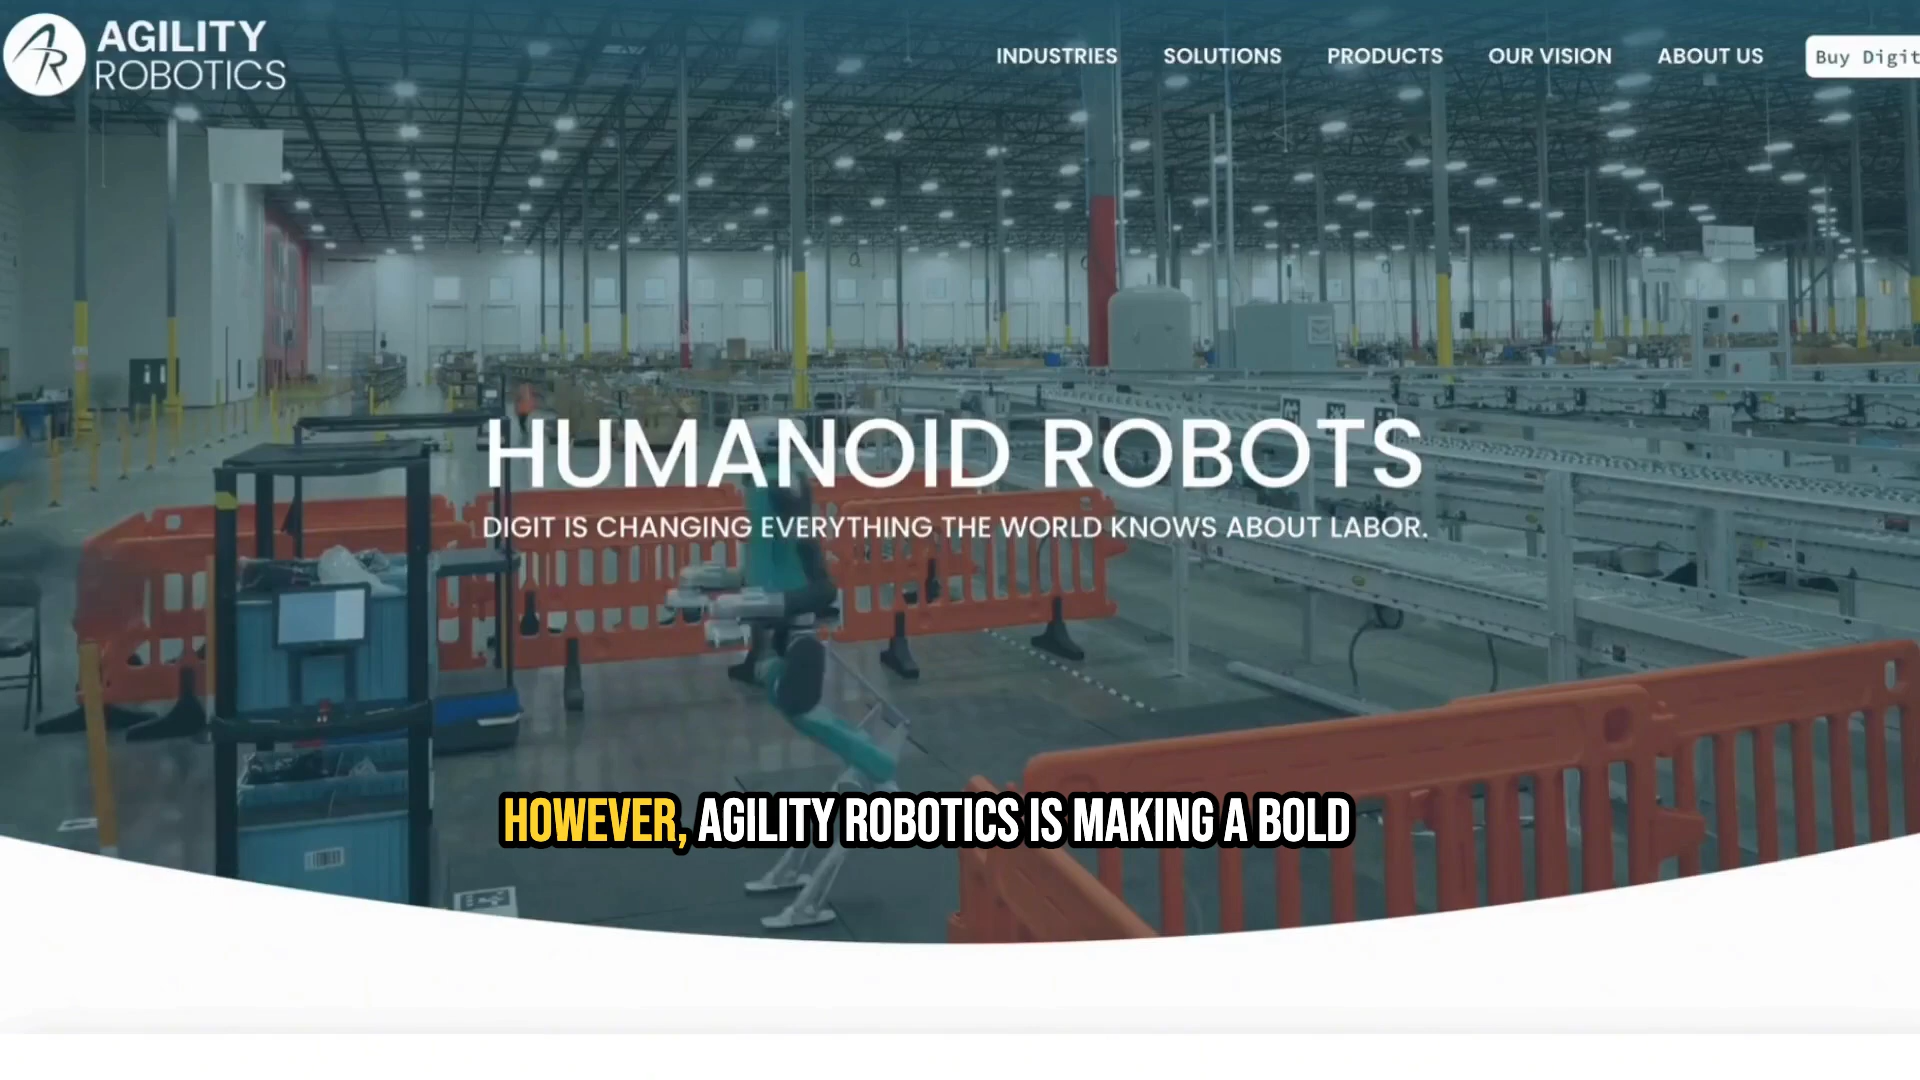 AGILITY
ROBOTICS
INDUSTRIES SOLUTIONS PRODUCTS OUR VISION ABOUT US Buy Digit
HUMANOID ROBOTS
DIGIT IS CHANGING EVERYTHING THE WORLD KNOWS ABOUT LABOR.
HOWEVER, AGILITY ROBOTICS IS MAKING A BOLD